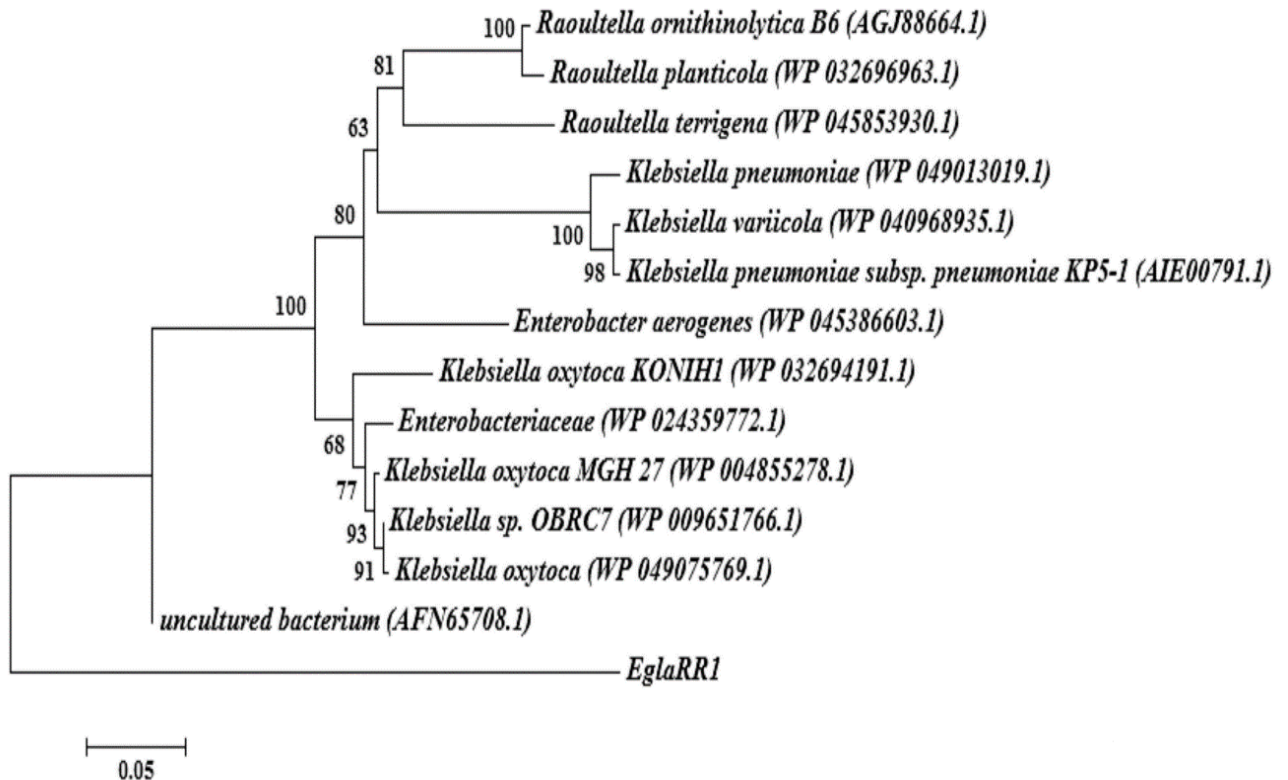 100 Raoultella ornithinolytica B6 (AGJ88664.1)
81
Raoultella planticola (WP 032696963.1)
63
Raoultella terrigena (WP 045853930.1)
Klebsiella pneumoniae (WP 049013019.1)
80
Klebsiella variicola (WP 040968935.1)
100
98 Klebsiella pneumoniae subsp. pneumoniae KP5-1 (AIE00791.1)
100
Enterobacter aerogenes (WP 045386603.1)
Klebsiella oxytoca KONIH1 (WP 032694191.1)
Enterobacteriaceae (WP 024359772.1)
68
Klebsiella oxytoca MGH 27 (WP 004855278.1)
77
Klebsiella sp. OBRC7 (WP 009651766.1)
93
91 Klebsiella oxytoca (WP 049075769.1)
uncultured bacterium (AFN65708.1)
EglaRR1
0.05